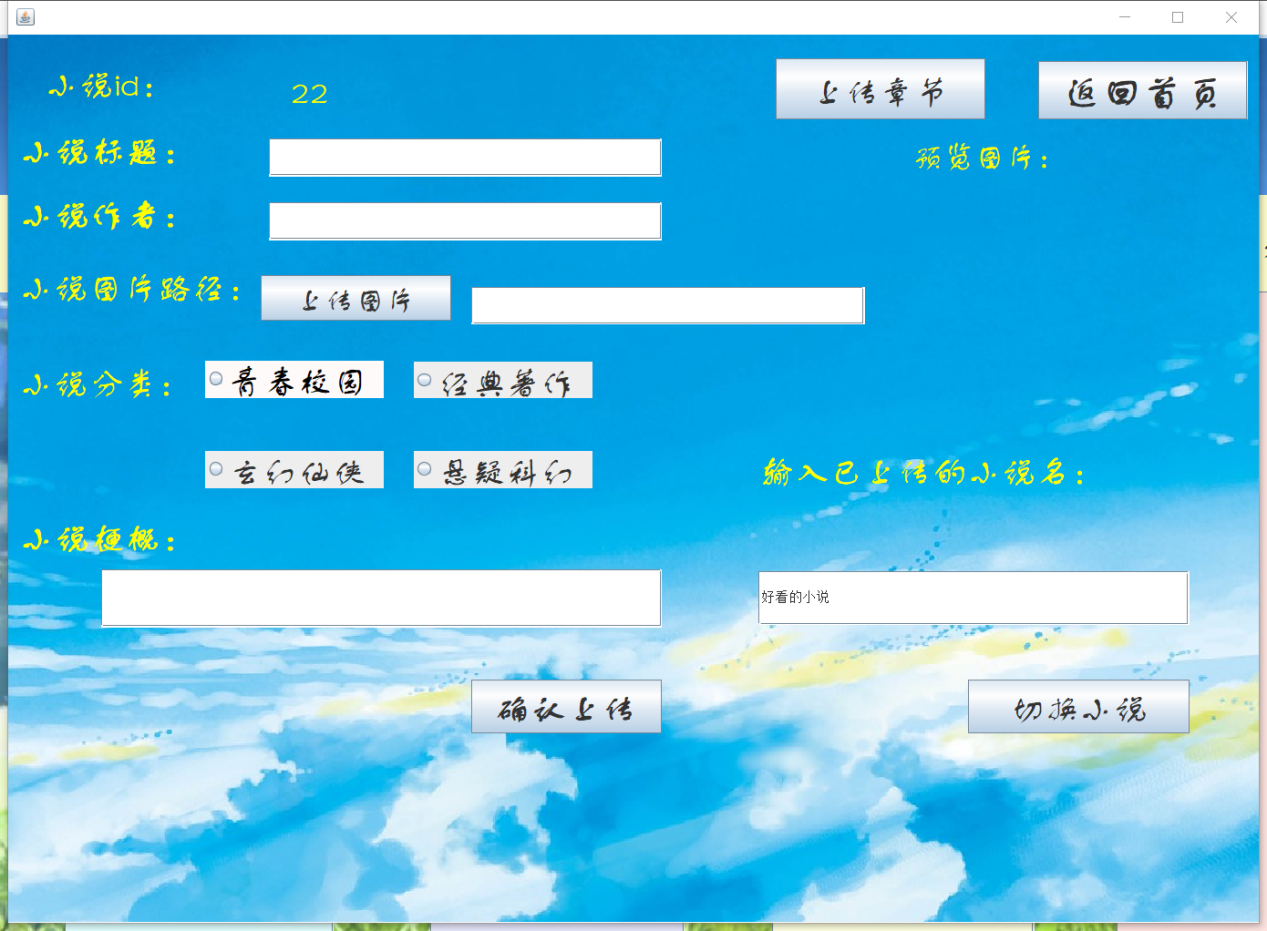 小说id：
22
上传章节
返回首页
小说标题：
预览图片：
小说作者：
小说图片路径：
上传图片
小说分类：
青春校园
经典著作
玄幻仙侠
悬疑科幻
输入已上传的小说名：
小说梗概：
好看的小说
确认上传
切换小说